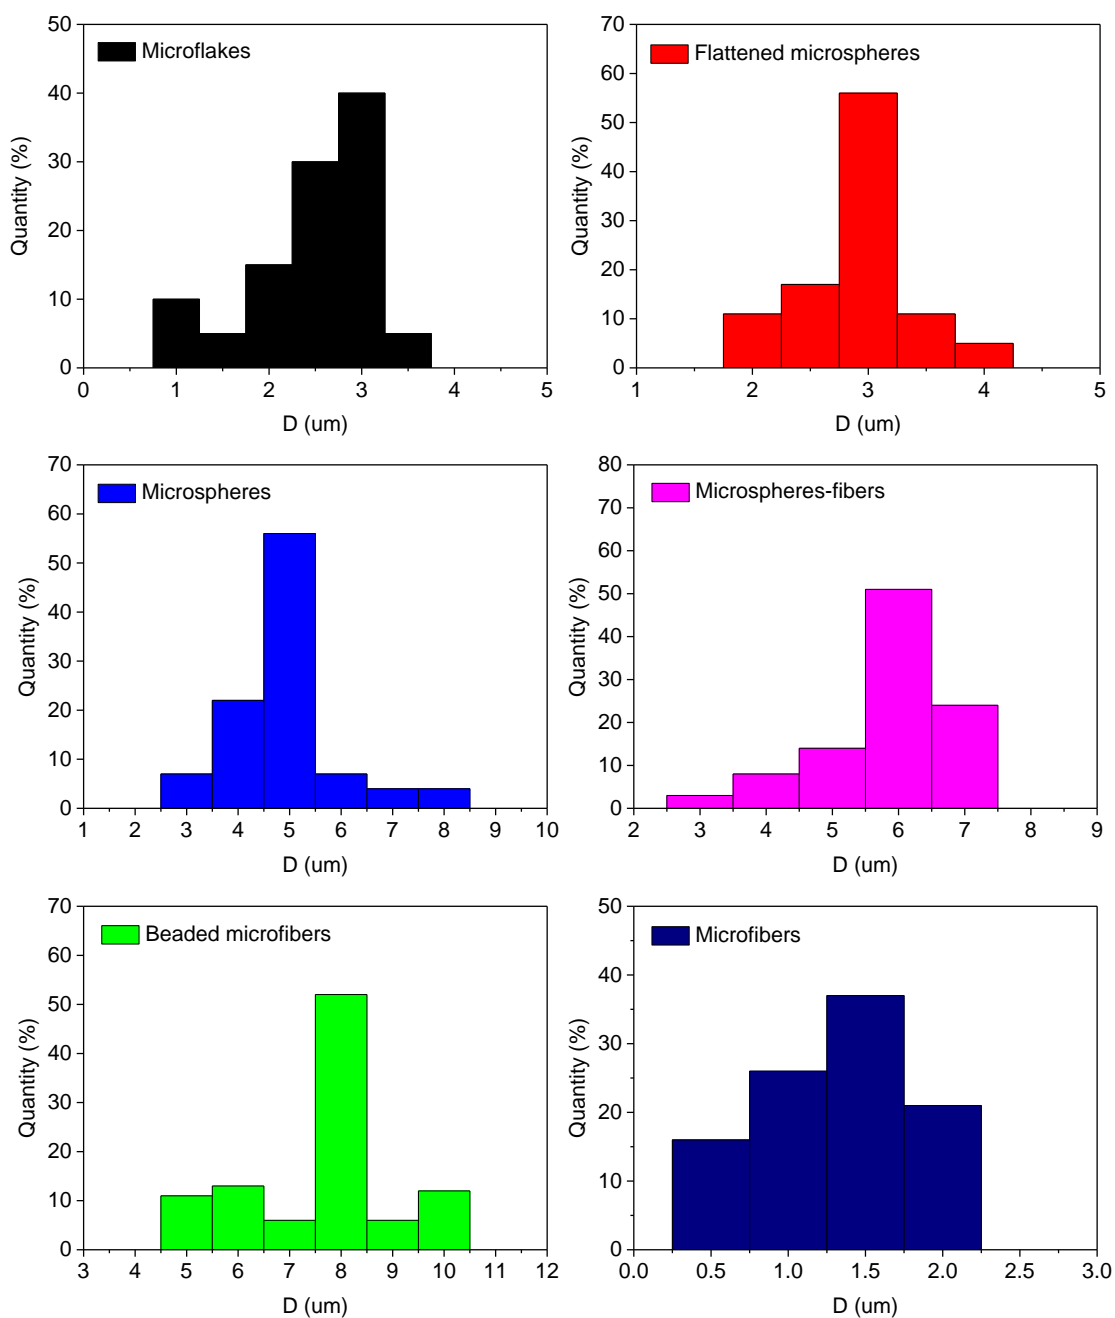 Microflakes
Quantity (%)
50
40
30
20
10
0
0 1 2 3 4 5
D (um)
Flattened microspheres
Quantity (%)
70
60
50
40
30
20
10
0
1 2 3 4 5
D (um)
Microspheres
Quantity (%)
70
60
50
40
30
20
10
0
1 2 3 4 5 6 7 8 9 10
D (um)
Microspheres-fibers
Quantity (%)
80
70
60
50
40
30
20
10
0
2 3 4 5 6 7 8 9
D (um)
Beaded microfibers
Quantity (%)
70
60
50
40
30
20
10
0
3 4 5 6 7 8 9 10 11 12
D (um)
Microfibers
Quantity (%)
50
40
30
20
10
0
0.0 0.5 1.0 1.5 2.0 2.5 3.0
D (um)